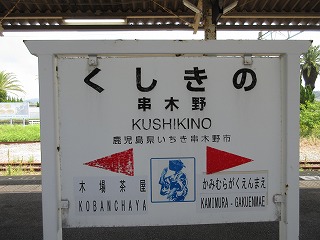 くしきの
串木野
KUSHIKINO
鹿児島県いちき串木野市
木場茶屋
KOBANCHAYA
かみむらがくえんまえ
KAMIMURA-GAKUENMAE